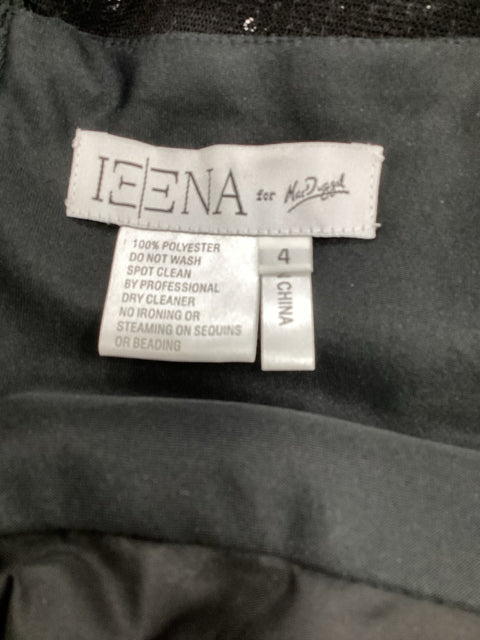 IEENA for Mac Duggal
100% POLYESTER
DO NOT WASH
SPOT CLEAN
BY PROFESSIONAL
DRY CLEANER
NO IRONING OR
STEAMING ON SEQUINS
OR BEADING
4
CHINA